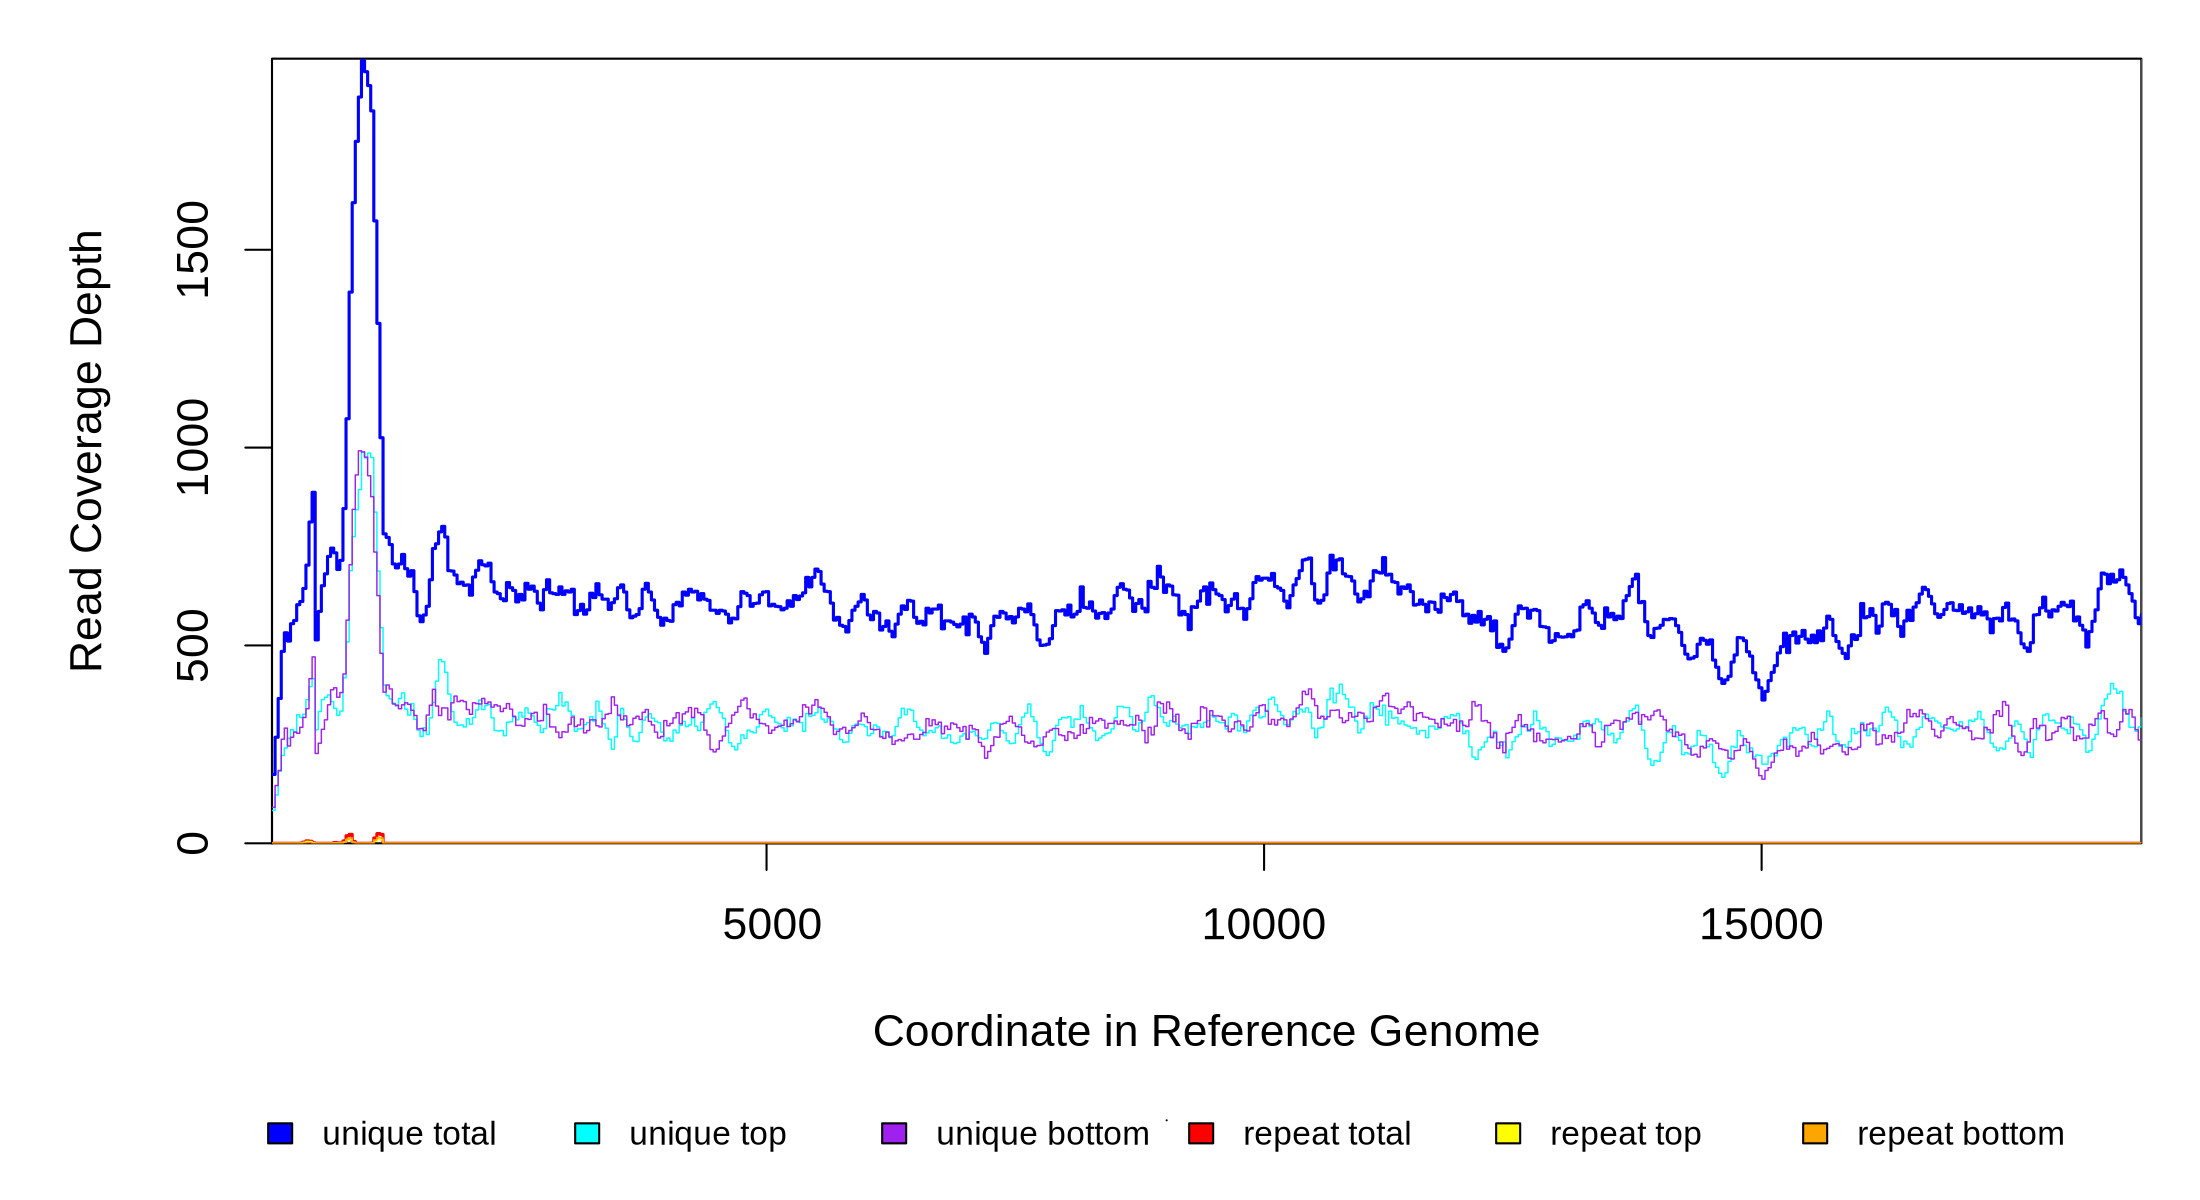 Read Coverage Depth
1500
1000
500
0
5000 10000 15000
Coordinate in Reference Genome
unique total unique top unique bottom repeat total repeat top repeat bottom